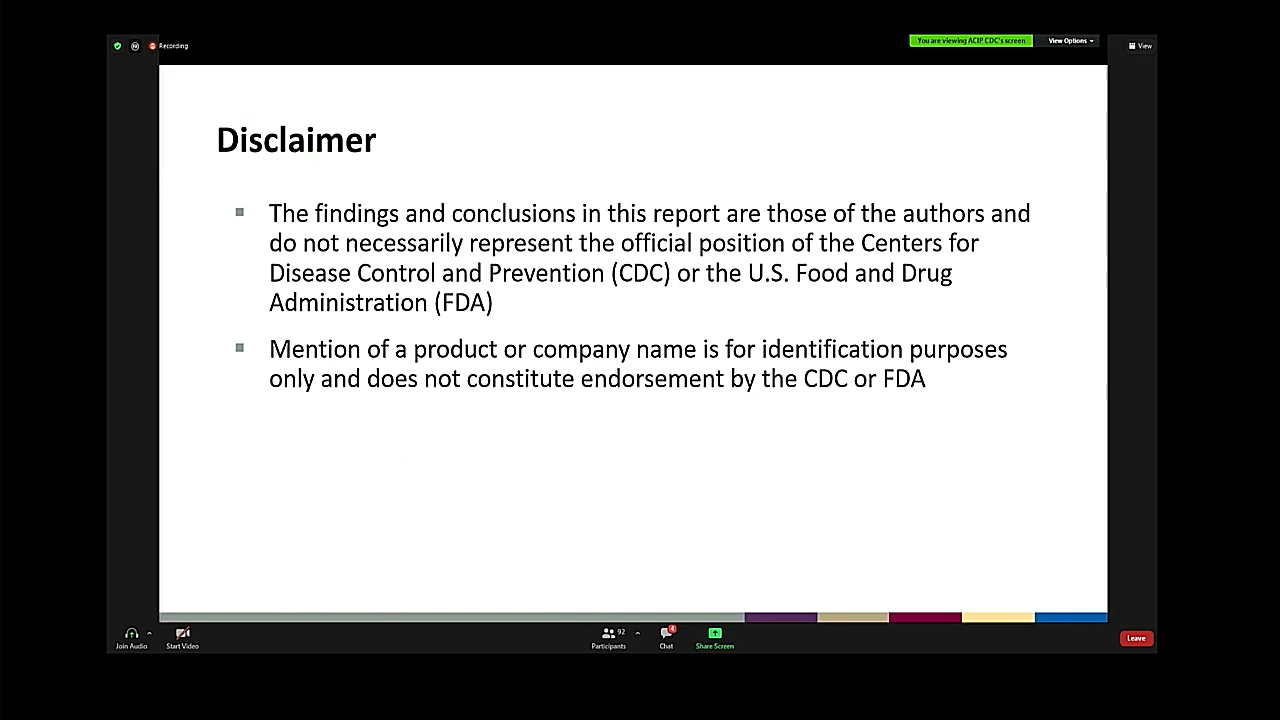 Recording
You are viewing ACIP CDC's screen
View Options
View
Disclaimer
The findings and conclusions in this report are those of the authors and
do not necessarily represent the official position of the Centers for
Disease Control and Prevention (CDC) or the U.S. Food and Drug
Administration (FDA)
Mention of a product or company name is for identification purposes
only and does not constitute endorsement by the CDC or FDA
Join Audio
Start Video
92
Participants
4
Chat
Share Screen
Leave